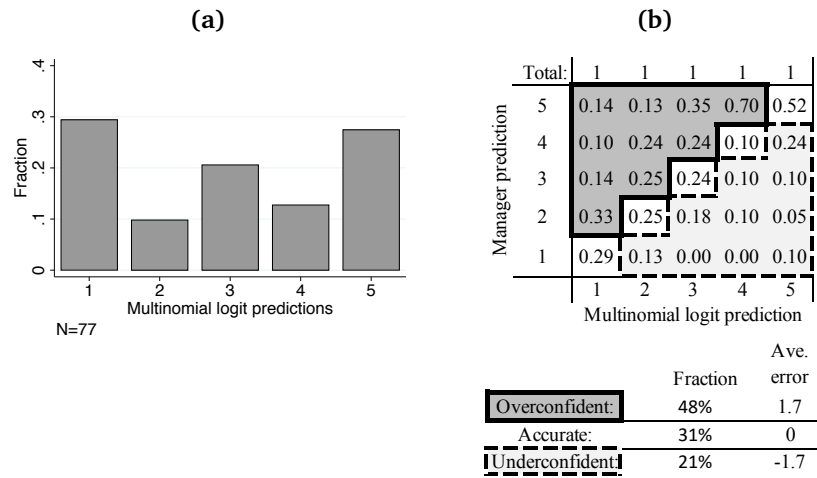 (a)
.4
.3
.2
.1
0
Fraction
1 2 3 4 5
Multinomial logit predictions
N=77
(b)
Total: 1 1 1 1 1
Manager prediction
5 0.14 0.13 0.35 0.70 0.52
4 0.10 0.24 0.24 0.10 0.24
3 0.14 0.25 0.24 0.10 0.10
2 0.33 0.25 0.18 0.10 0.05
1 0.29 0.13 0.00 0.00 0.10
1 2 3 4 5
Multinomial logit prediction
Ave.
Fraction error
Overconfident: 48% 1.7
Accurate: 31% 0
Underconfident: 21% -1.7